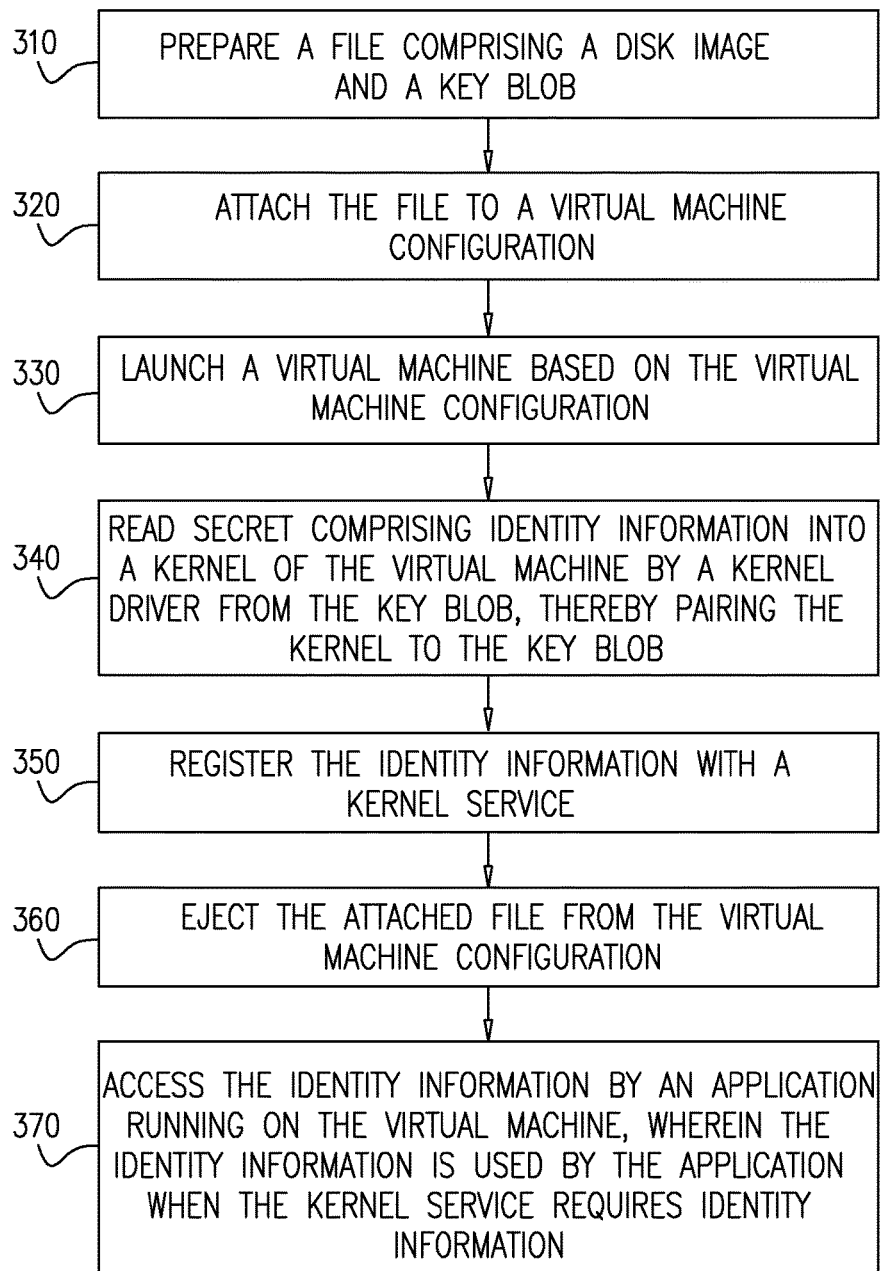 310
PREPARE A FILE COMPRISING A DISK IMAGE
AND A KEY BLOB
320
ATTACH THE FILE TO A VIRTUAL MACHINE
CONFIGURATION
330
LAUNCH A VIRTUAL MACHINE BASED ON THE VIRTUAL
MACHINE CONFIGURATION
340
READ SECRET COMPRISING IDENTITY INFORMATION INTO
A KERNEL OF THE VIRTUAL MACHINE BY A KERNEL
DRIVER FROM THE KEY BLOB, THEREBY PAIRING THE
KERNEL TO THE KEY BLOB
350
REGISTER THE IDENTITY INFORMATION WITH A
KERNEL SERVICE
360
EJECT THE ATTACHED FILE FROM THE VIRTUAL
MACHINE CONFIGURATION
370
ACCESS THE IDENTITY INFORMATION BY AN APPLICATION
RUNNING ON THE VIRTUAL MACHINE, WHEREIN THE
IDENTITY INFORMATION IS USED BY THE APPLICATION
WHEN THE KERNEL SERVICE REQUIRES IDENTITY
INFORMATION